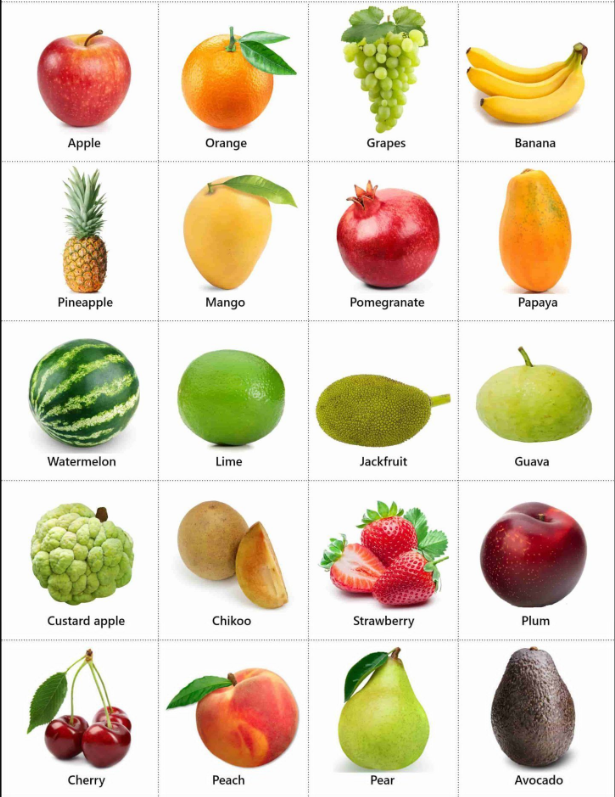 Apple
Orange
Grapes
Banana
Pineapple
Mango
Pomegranate
Papaya
Watermelon
Lime
Jackfruit
Guava
Custard apple
Chikoo
Strawberry
Plum
Cherry
Peach
Pear
Avocado